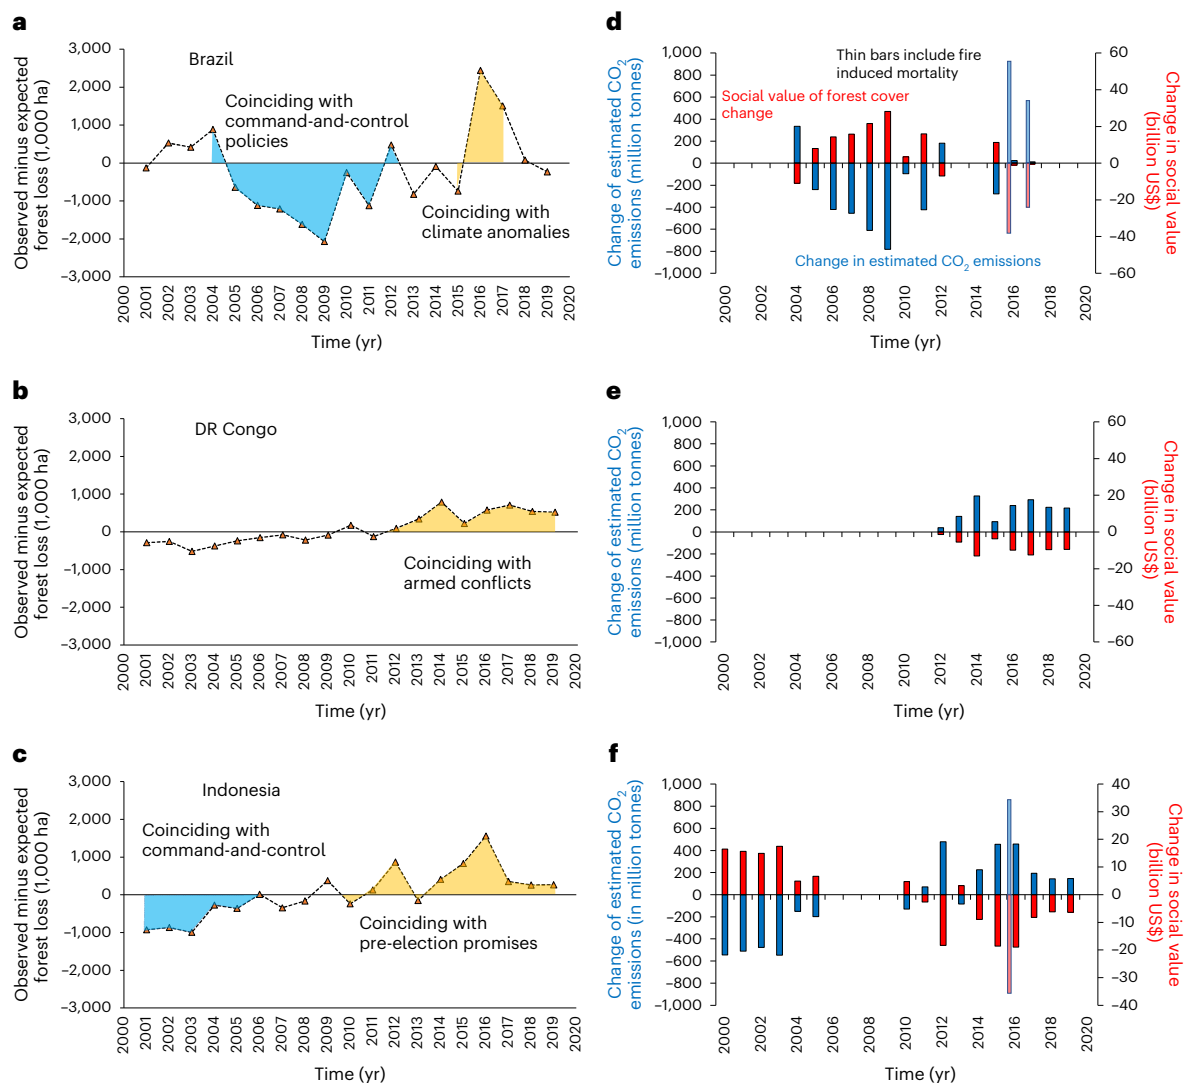 a
Observed minus expected
forest loss (1,000 ha)
3,000
2,000
1,000
0
–1,000
–2,000
–3,000
Brazil
Coinciding with
command-and-control
policies
Coinciding with
climate anomalies
2000 2001 2002 2003 2004 2005 2006 2007 2008 2009 2010 2011 2012 2013 2014 2015 2016 2017 2018 2019 2020
Time (yr)
d
Change of estimated CO2
emissions (million tonnes)
1,000
800
600
400
200
0
–200
–400
–600
–800
–1,000
Thin bars include fire
induced mortality
Social value of forest cover
change
Change in estimated CO2 emissions
60
40
20
0
–20
–40
–60
Change in social value
(billion US$)
2000 2002 2004 2006 2008 2010 2012 2014 2016 2018 2020
Time (yr)
b
Observed minus expected
forest loss (1,000 ha)
3,000
2,000
1,000
0
–1,000
–2,000
–3,000
DR Congo
Coinciding with
armed conflicts
2000 2001 2002 2003 2004 2005 2006 2007 2008 2009 2010 2011 2012 2013 2014 2015 2016 2017 2018 2019 2020
Time (yr)
e
Change of estimated CO2
emissions (million tonnes)
1,000
800
600
400
200
0
–200
–400
–600
–800
–1,000
60
40
20
0
–20
–40
–60
Change in social value
(billion US$)
2000 2002 2004 2006 2008 2010 2012 2014 2016 2018 2020
Time (yr)
c
Observed minus expected
forest loss (1,000 ha)
3,000
2,000
1,000
0
–1,000
–2,000
–3,000
Indonesia
Coinciding with
command-and-control
Coinciding with
pre-election promises
2000 2001 2002 2003 2004 2005 2006 2007 2008 2009 2010 2011 2012 2013 2014 2015 2016 2017 2018 2019 2020
Time (yr)
f
Change of estimated CO2
emissions (in million tonnes)
1,000
800
600
400
200
0
–200
–400
–600
–800
–1,000
40
30
20
10
0
–10
–20
–30
–40
Change in social value
(billion US$)
2000 2002 2004 2006 2008 2010 2012 2014 2016 2018 2020
Time (yr)